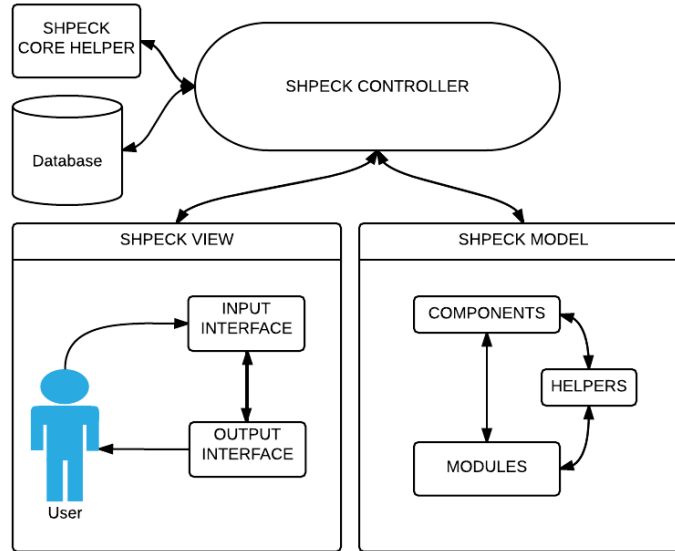 SHPECK
CORE HELPER
SHPECK CONTROLLER
Database
SHPECK VIEW
SHPECK MODEL
INPUT
INTERFACE
COMPONENTS
HELPERS
OUTPUT
INTERFACE
MODULES
User